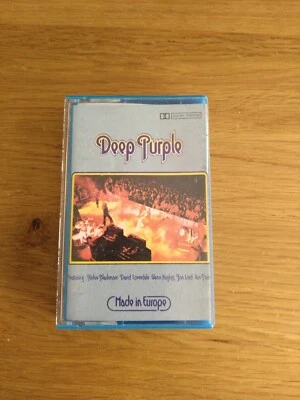 Deep Purple
Featuring: Ritchie Blackmore David Coverdale Glenn Hughes Jon Lord Ian Paice
Made in Europe